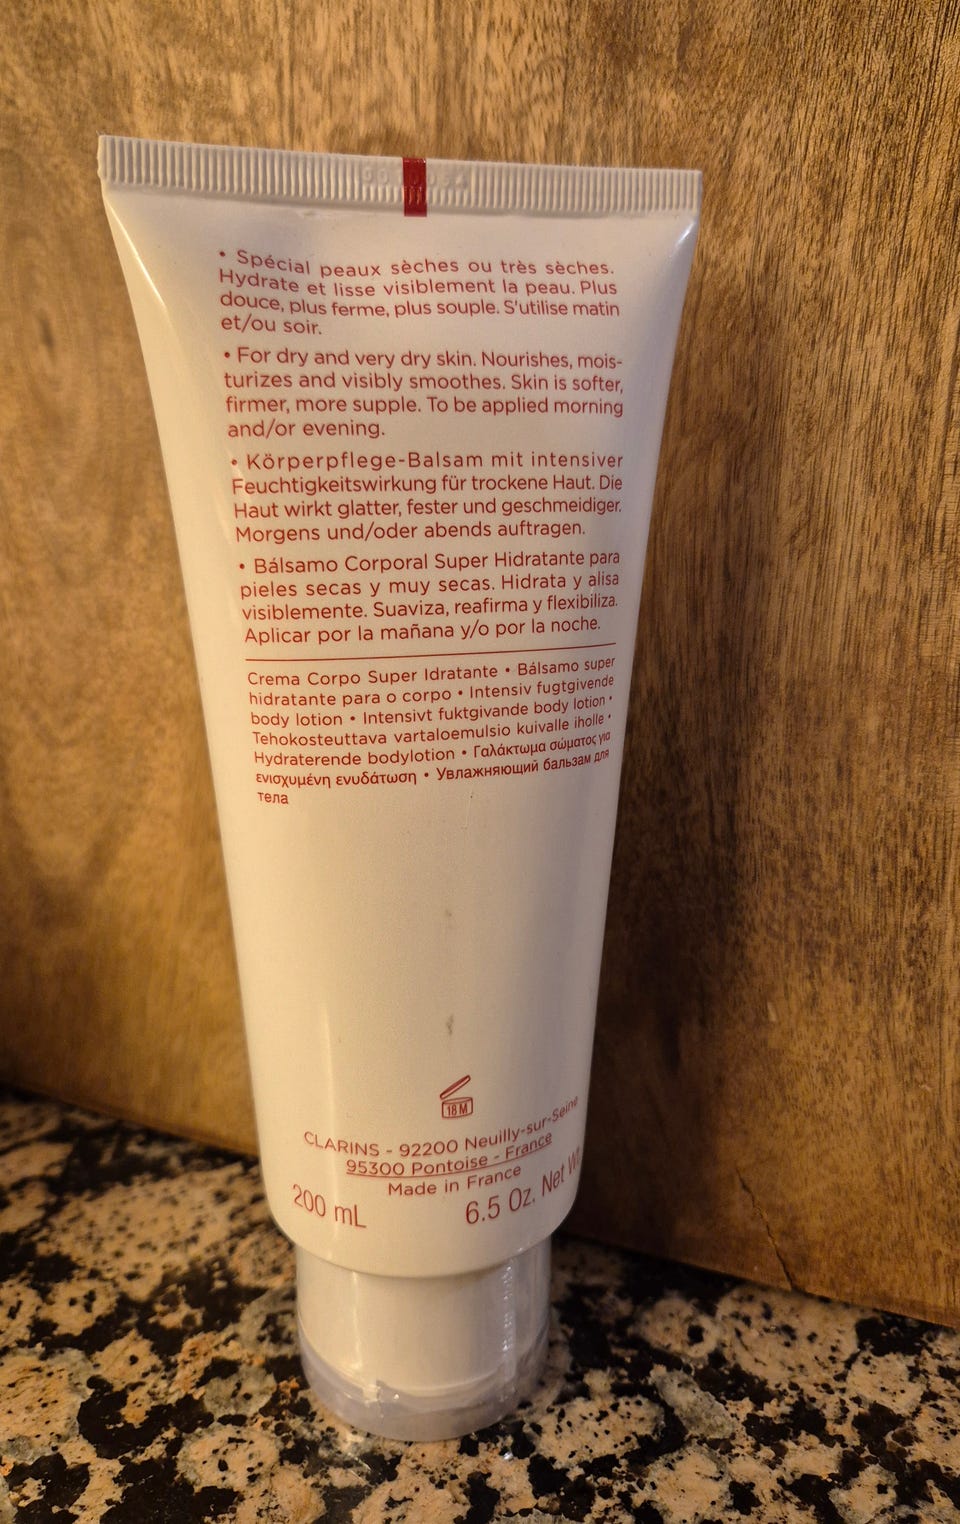 • Spécial peaux sèches ou très sèches.
Hydrate et lisse visiblement la peau. Plus
douce, plus ferme, plus souple. S'utilise matin
et/ou soir.
• For dry and very dry skin. Nourishes, mois-
turizes and visibly smoothes. Skin is softer,
firmer, more supple. To be applied morning
and/or evening.
• Körperpflege-Balsam mit intensiver
Feuchtigkeitswirkung für trockene Haut. Die
Haut wirkt glatter, fester und geschmeidiger.
Morgens und/oder abends auftragen.
• Bálsamo Corporal Super Hidratante para
pieles secas y muy secas. Hidrata y alisa
visiblemente. Suaviza, reafirma y flexibiliza.
Aplicar por la mañana y/o por la noche.
Crema Corpo Super Idratante • Bálsamo super
hidratante para o corpo • Intensiv fugtgivende
body lotion • Intensivt fuktgivande body lotion •
Tehokosteuttava vartaloemulsio kuivalle iholle •
Hydraterende bodylotion • Γαλάκτωμα σώματος για
ενισχυμένη ενυδάτωση • Увлажняющий бальзам для
тела
18 M
CLARINS - 92200 Neuilly-sur-Seine
95300 Pontoise - France
Made in France
200 mL 6.5 Oz. Net